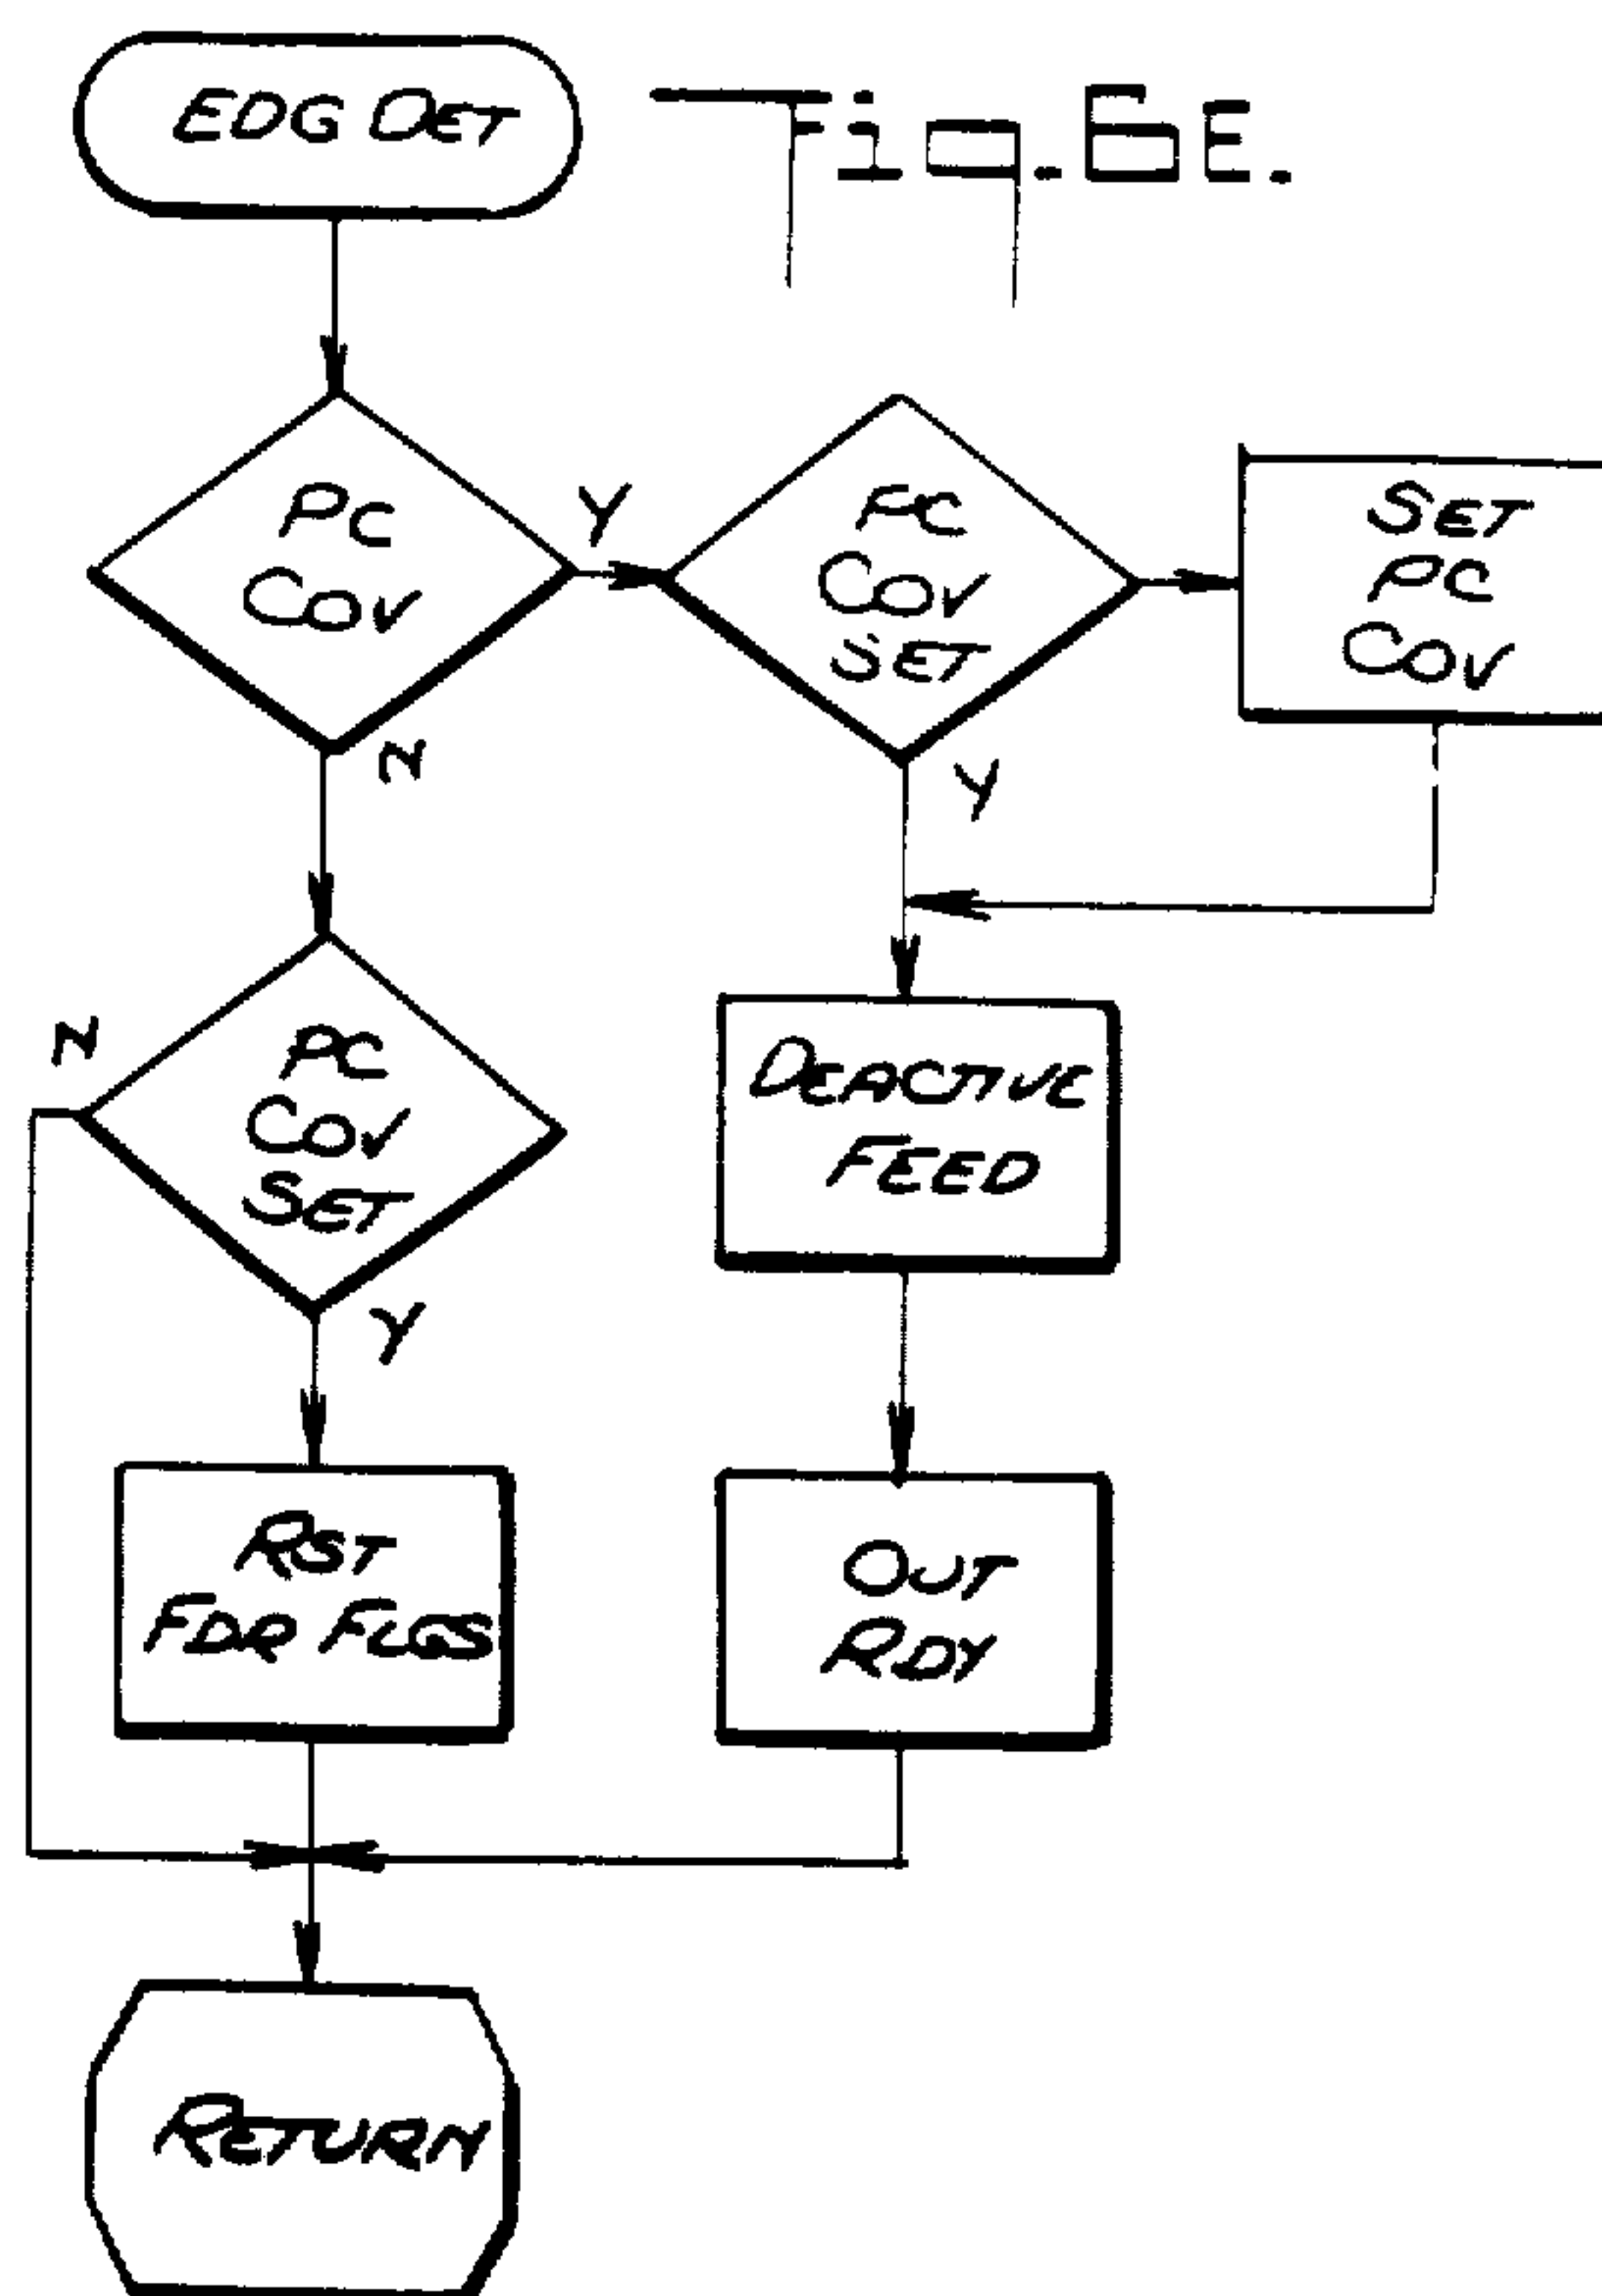 EDG DET
Fig. 6E.
PC
COV
Y
N
PC
COV
SET
Y
SET
PC
COV
N
PC
COV
SET
Y
DEACTIVE
FEED
RST
FDR FLGS
OUT
RDY
RETURN